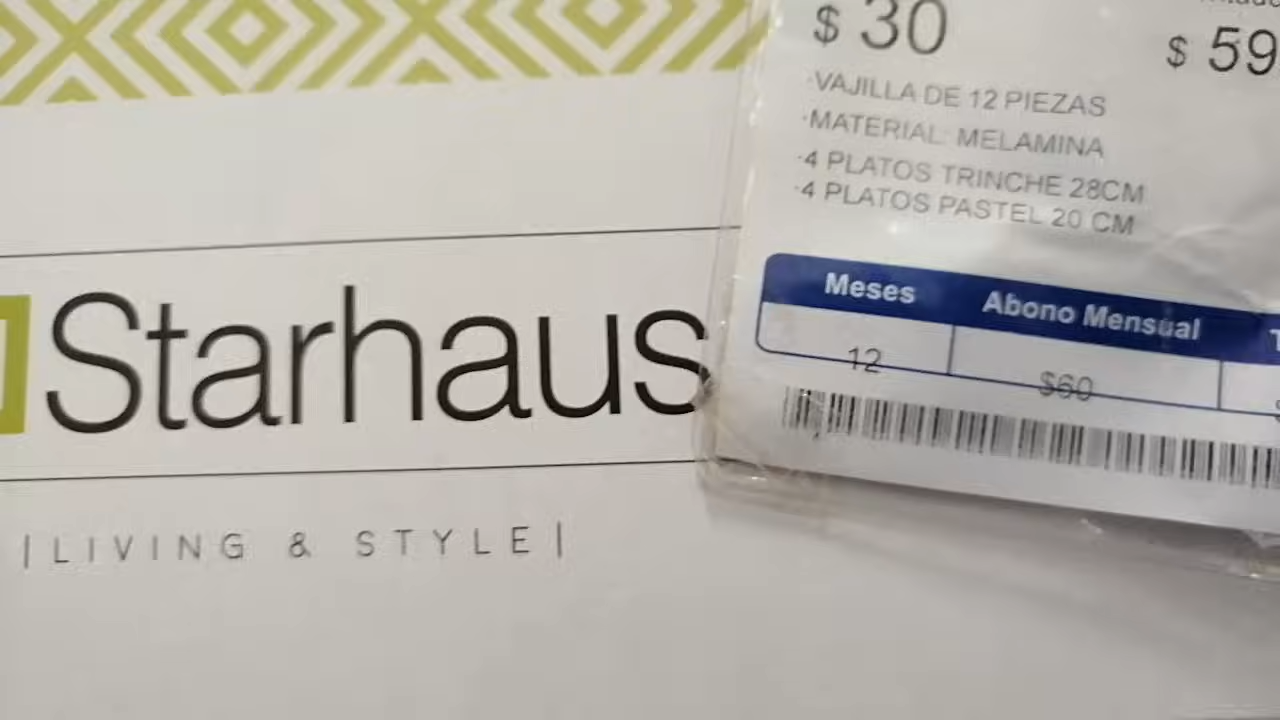 Starhaus
|LIVING & STYLE|
$ 30
$ 59
·VAJILLA DE 12 PIEZAS
·MATERIAL: MELAMINA
·4 PLATOS TRINCHE 28CM
·4 PLATOS PASTEL 20 CM
Meses Abono Mensual
12 $60